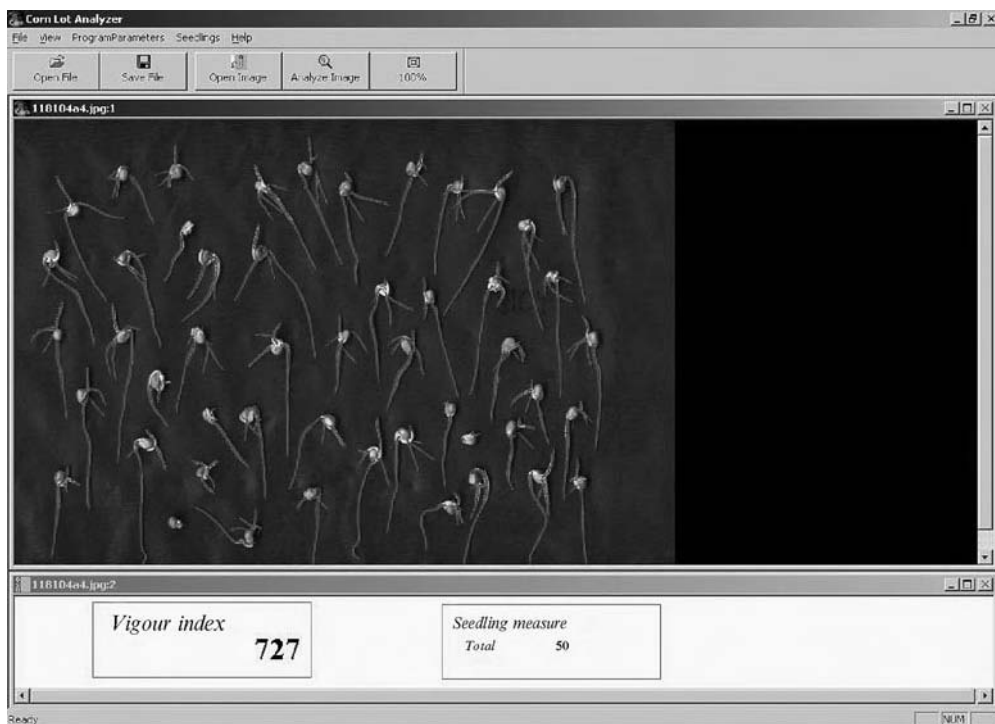 Corn Lot Analyzer
File View ProgramParameters Seedlings Help
Open File Save File Open Image Analyze Image 100%
118104a4.jpg:1
118104a4.jpg:2
Vigour index
727
Seedling measure
Total 50
Ready
NUM